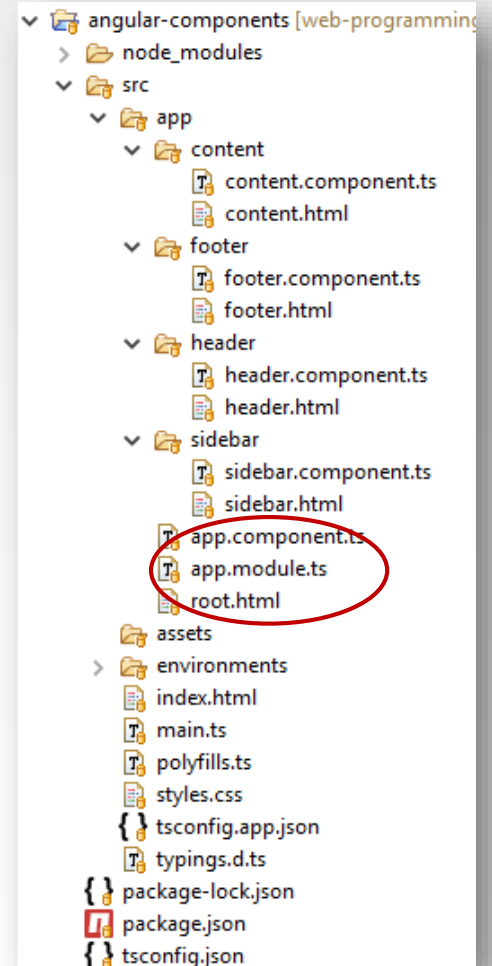 angular-components [web-programming
node_modules
src
app
content
content.component.ts
content.html
footer
footer.component.ts
footer.html
header
header.component.ts
header.html
sidebar
sidebar.component.ts
sidebar.html
app.component.ts
app.module.ts
root.html
assets
environments
index.html
main.ts
polyfills.ts
styles.css
tsconfig.app.json
typings.d.ts
package-lock.json
package.json
tsconfig.json